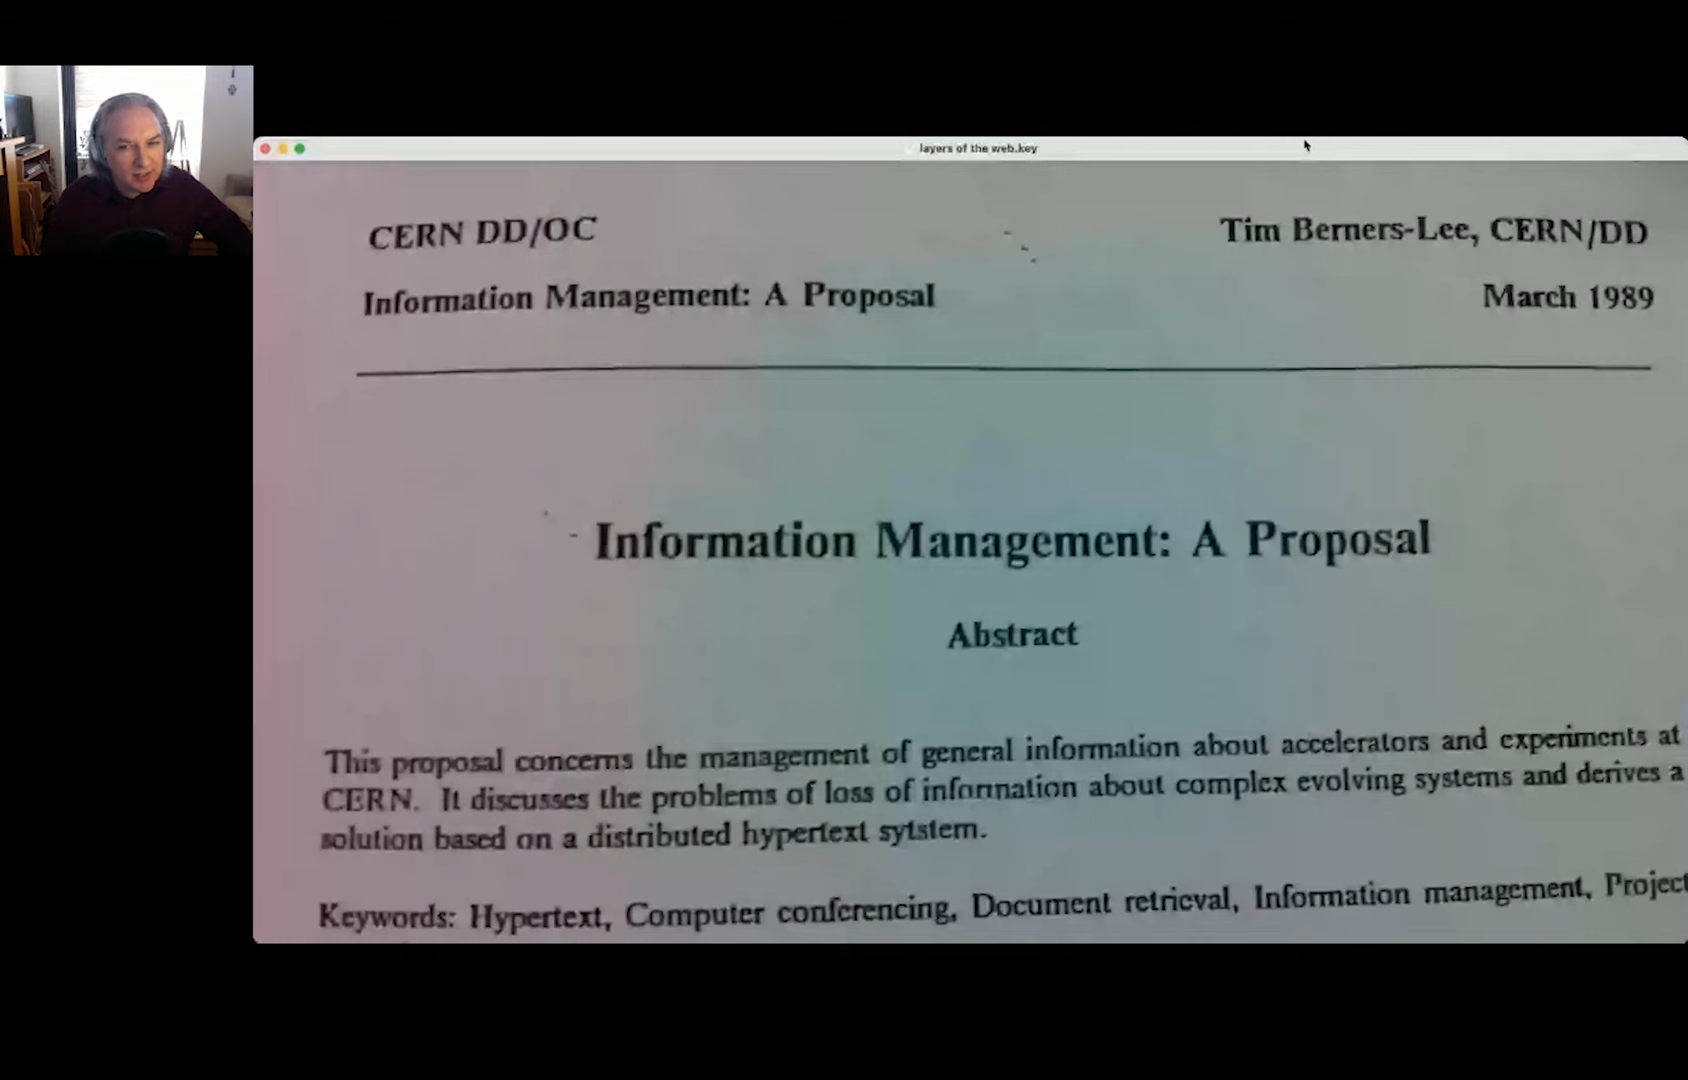 layers of the web.key
CERN DD/OC
Tim Berners-Lee, CERN/DD
Information Management: A Proposal
March 1989
Information Management: A Proposal
Abstract
This proposal concerns the management of general information about accelerators and experiments at
CERN. It discusses the problems of loss of information about complex evolving systems and derives a
solution based on a distributed hypertext sytstem.
Keywords: Hypertext, Computer conferencing, Document retrieval, Information management, Project